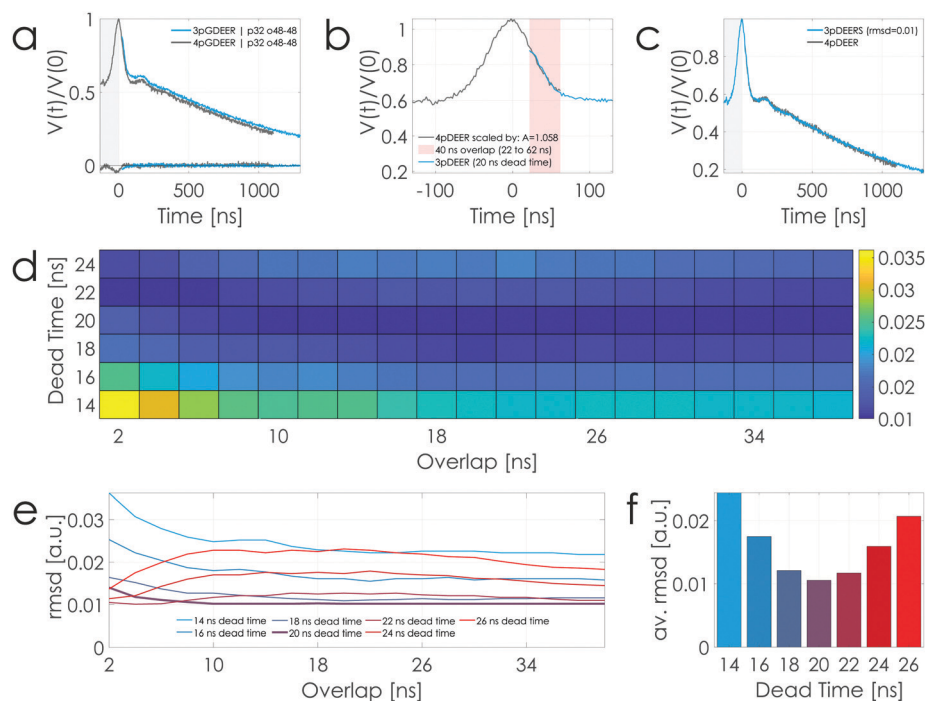 a
V(t)/V(0)
1
0.5
0
3pGDEER | p32 o48-48
4pGDEER | p32 o48-48
0
500
1000
Time [ns]
b
V(t)/V(0)
1
0.8
0.6
0.4
0.2
4pDEER scaled by: A=1.058
40 ns overlap (22 to 62 ns)
3pDEER (20 ns dead time)
-100
0
100
Time [ns]
c
V(t)/V(0)
1
0.8
0.6
0.4
0.2
3pDEERS (rmsd=0.01)
4pDEER
0
500
1000
Time [ns]
d
Dead Time [ns]
24
22
20
18
16
14
2
10
18
26
34
Overlap [ns]
0.035
0.03
0.025
0.02
0.015
0.01
e
rmsd [a.u.]
0.03
0.02
0.01
0
14 ns dead time
18 ns dead time
22 ns dead time
26 ns dead time
16 ns dead time
20 ns dead time
24 ns dead time
2
10
18
26
34
Overlap [ns]
f
av. rmsd [a.u.]
0.02
0.01
0
14 16 18 20 22 24 26
Dead Time [ns]